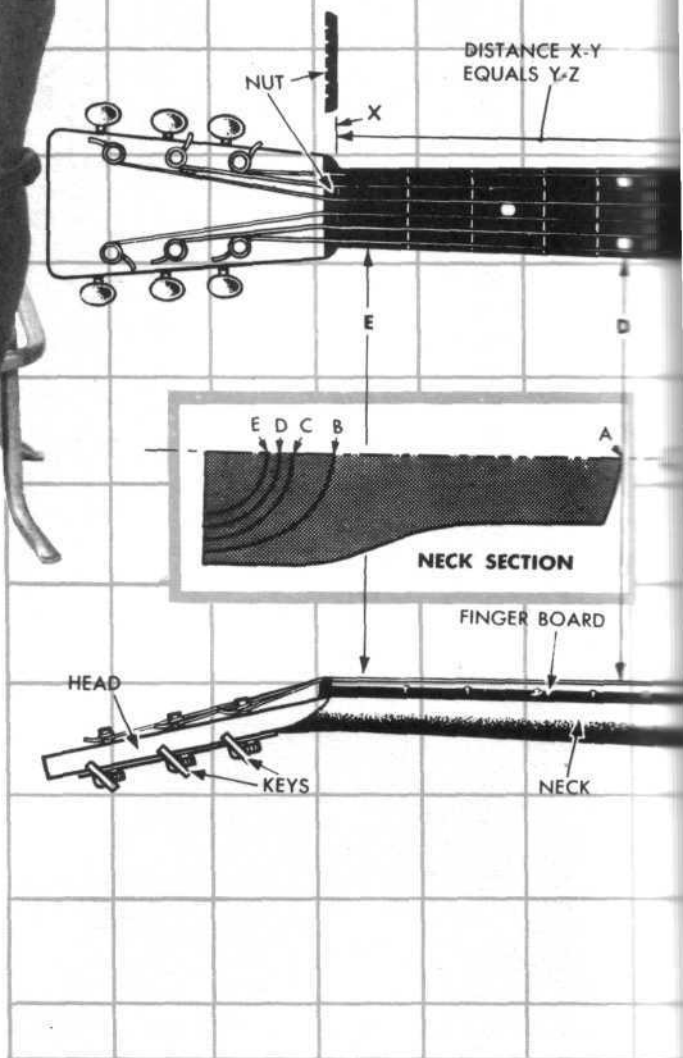 DISTANCE X-Y
EQUALS Y-Z
NUT
X
E
D
E D C B
A
NECK SECTION
FINGER BOARD
HEAD
KEYS
NECK